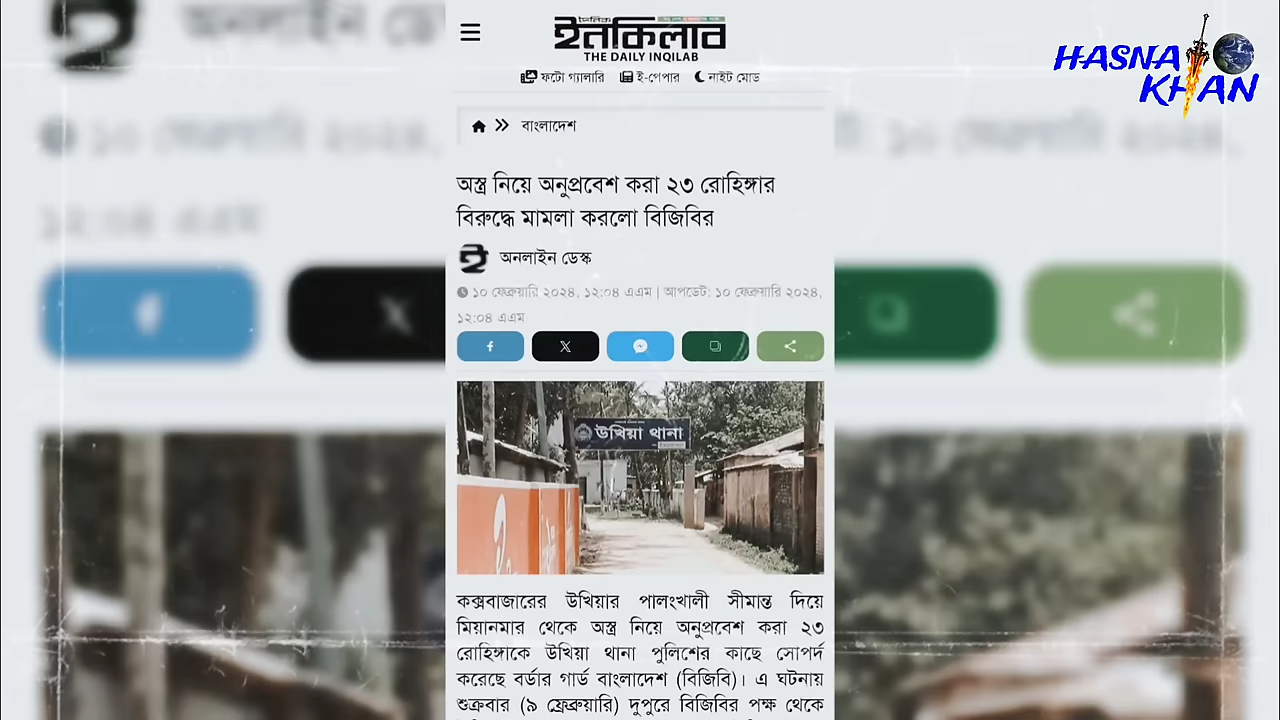 HASNA
KHAN
দৈনিক
ইনকিলাব
THE DAILY INQILAB
ফটো গ্যালারি ই-পেপার নাইট মোড
বাংলাদেশ
অস্ত্র নিয়ে অনুপ্রবেশ করা ২৩ রোহিঙ্গার
বিরুদ্ধে মামলা করলো বিজিবির
অনলাইন ডেস্ক
১০ ফেব্রুয়ারি ২০২৪, ১২:০৪ এএম | আপডেট: ১০ ফেব্রুয়ারি ২০২৪,
১২:০৪ এএম
উখিয়া থানা
কক্সবাজারের উখিয়ার পালংখালী সীমান্ত দিয়ে
মিয়ানমার থেকে অস্ত্র নিয়ে অনুপ্রবেশ করা ২৩
রোহিঙ্গাকে উখিয়া থানা পুলিশের কাছে সোপর্দ
করেছে বর্ডার গার্ড বাংলাদেশ (বিজিবি)। এ ঘটনায়
শুক্রবার (৯ ফ্রেব্রুয়ারি) দুপুরে বিজিবির পক্ষ থেকে